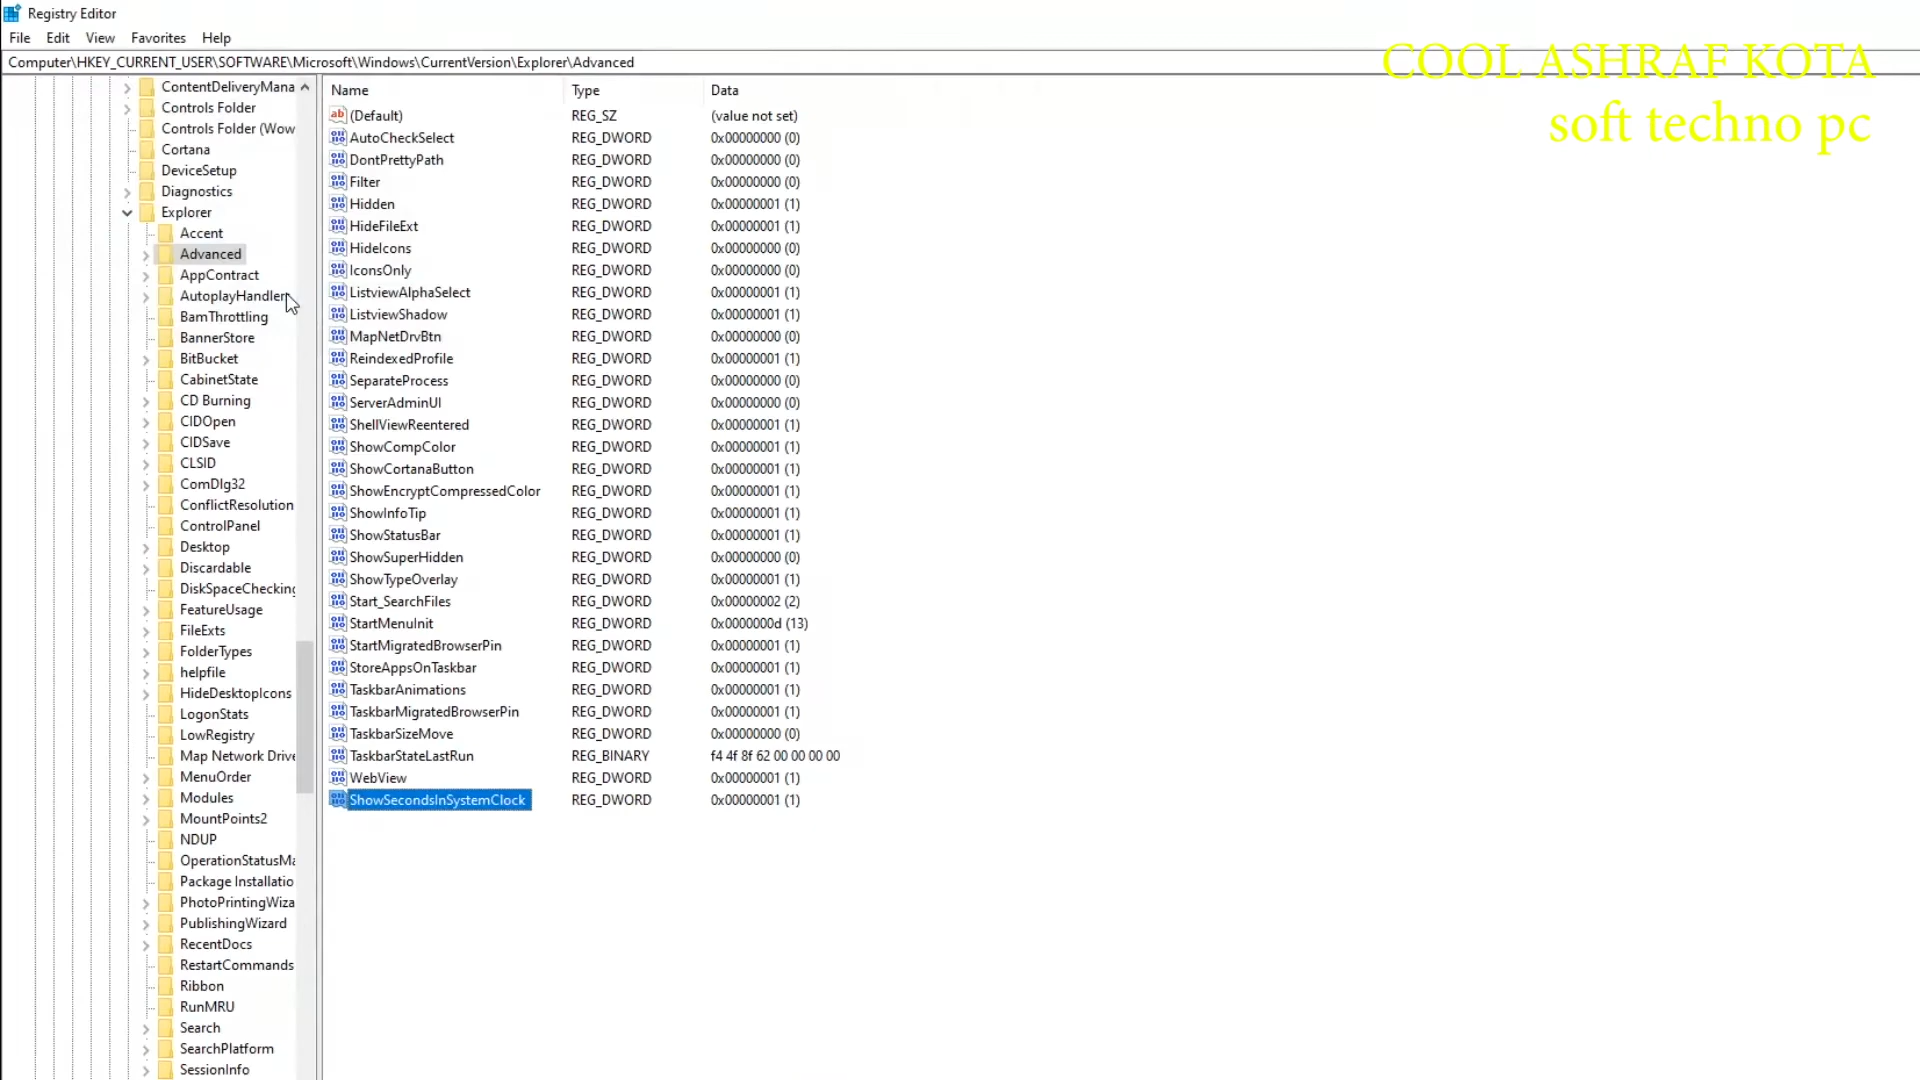 Registry Editor
File Edit View Favorites Help
Computer\HKEY_CURRENT_USER\SOFTWARE\Microsoft\Windows\CurrentVersion\Explorer\Advanced
COOL ASHRAF KOTA
soft techno pc
ContentDeliveryMana
Controls Folder
Controls Folder (Wow
Cortana
DeviceSetup
Diagnostics
Explorer
Accent
Advanced
AppContract
AutoplayHandler
BamThrottling
BannerStore
BitBucket
CabinetState
CD Burning
CIDOpen
CIDSave
CLSID
ComDlg32
ConflictResolution
ControlPanel
Desktop
Discardable
DiskSpaceChecking
FeatureUsage
FileExts
FolderTypes
helpfile
HideDesktopIcons
LogonStats
LowRegistry
Map Network Drive
MenuOrder
Modules
MountPoints2
NDUP
OperationStatusMa
Package Installatio
PhotoPrintingWiza
PublishingWizard
RecentDocs
RestartCommands
Ribbon
RunMRU
Search
SearchPlatform
SessionInfo
Name Type Data
(Default) REG_SZ (value not set)
AutoCheckSelect REG_DWORD 0x00000000 (0)
DontPrettyPath REG_DWORD 0x00000000 (0)
Filter REG_DWORD 0x00000000 (0)
Hidden REG_DWORD 0x00000001 (1)
HideFileExt REG_DWORD 0x00000001 (1)
HideIcons REG_DWORD 0x00000000 (0)
IconsOnly REG_DWORD 0x00000000 (0)
ListviewAlphaSelect REG_DWORD 0x00000001 (1)
ListviewShadow REG_DWORD 0x00000001 (1)
MapNetDrvBtn REG_DWORD 0x00000000 (0)
ReindexedProfile REG_DWORD 0x00000001 (1)
SeparateProcess REG_DWORD 0x00000000 (0)
ServerAdminUI REG_DWORD 0x00000000 (0)
ShellViewReentered REG_DWORD 0x00000001 (1)
ShowCompColor REG_DWORD 0x00000001 (1)
ShowCortanaButton REG_DWORD 0x00000001 (1)
ShowEncryptCompressedColor REG_DWORD 0x00000001 (1)
ShowInfoTip REG_DWORD 0x00000001 (1)
ShowStatusBar REG_DWORD 0x00000001 (1)
ShowSuperHidden REG_DWORD 0x00000000 (0)
ShowTypeOverlay REG_DWORD 0x00000001 (1)
Start_SearchFiles REG_DWORD 0x00000002 (2)
StartMenuInit REG_DWORD 0x0000000d (13)
StartMigratedBrowserPin REG_DWORD 0x00000001 (1)
StoreAppsOnTaskbar REG_DWORD 0x00000001 (1)
TaskbarAnimations REG_DWORD 0x00000001 (1)
TaskbarMigratedBrowserPin REG_DWORD 0x00000001 (1)
TaskbarSizeMove REG_DWORD 0x00000000 (0)
TaskbarStateLastRun REG_BINARY f4 4f 8f 62 00 00 00 00
WebView REG_DWORD 0x00000001 (1)
ShowSecondsInSystemClock REG_DWORD 0x00000001 (1)